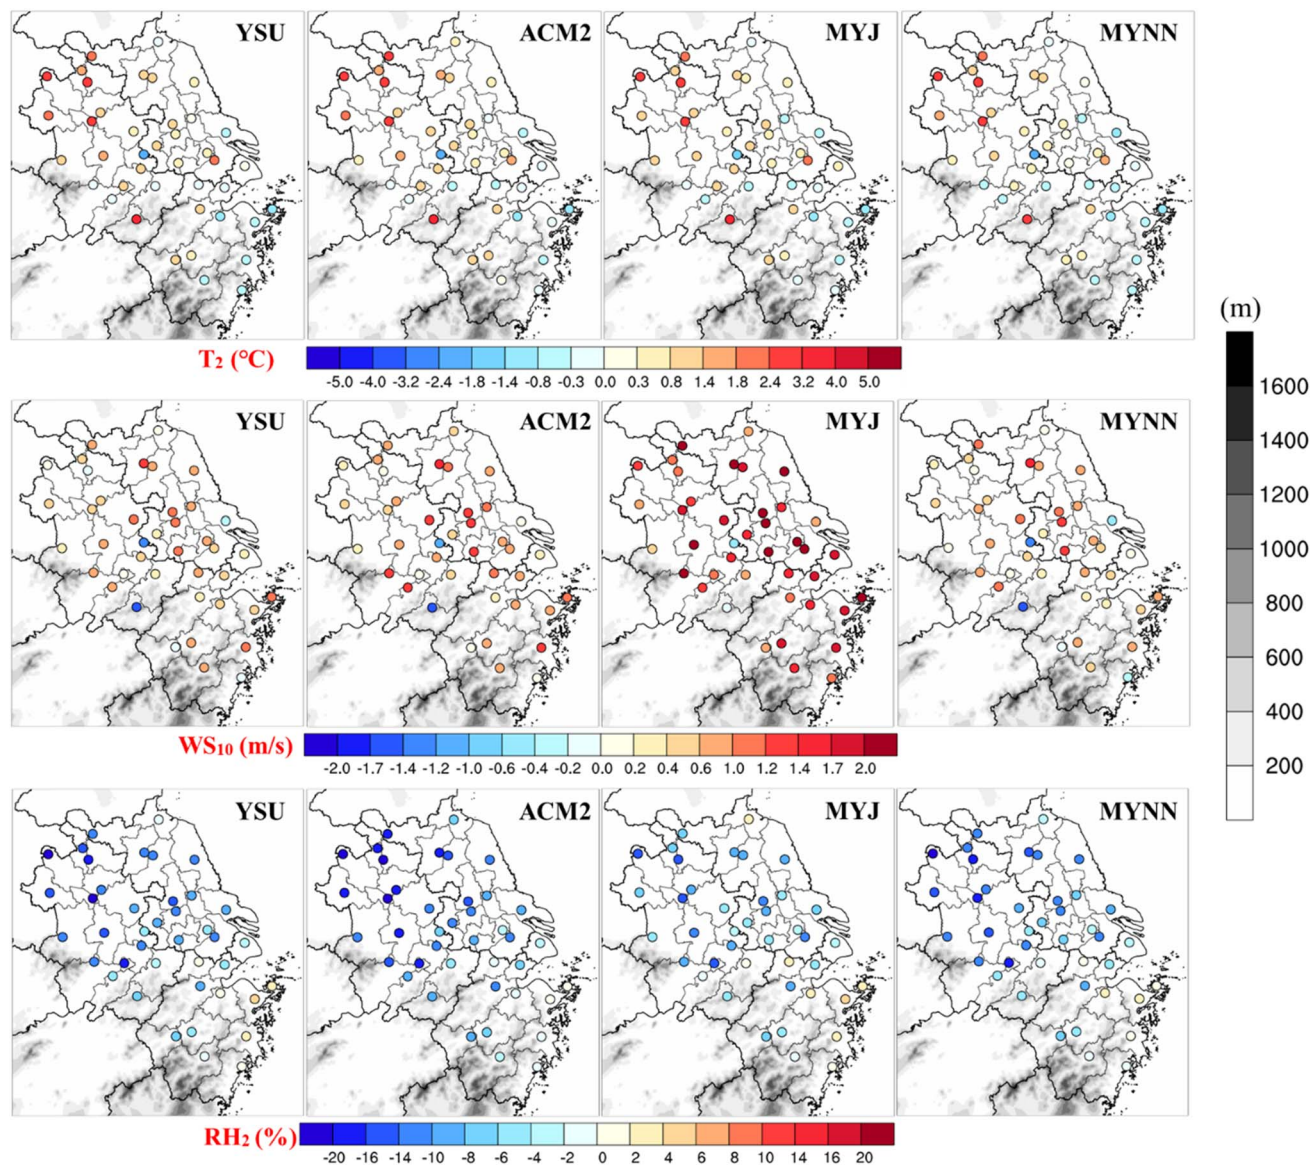 YSU ACM2 MYJ MYNN
T2 (°C)
-5.0 -4.0 -3.2 -2.4 -1.8 -1.4 -0.8 -0.3 0.0 0.3 0.8 1.4 1.8 2.4 3.2 4.0 5.0
(m)
1600
1400
1200
1000
800
600
400
200
YSU ACM2 MYJ MYNN
WS10 (m/s)
-2.0 -1.7 -1.4 -1.2 -1.0 -0.6 -0.4 -0.2 0.0 0.2 0.4 0.6 1.0 1.2 1.4 1.7 2.0
YSU ACM2 MYJ MYNN
RH2 (%)
-20 -16 -14 -10 -8 -6 -4 -2 0 2 4 6 8 10 14 16 20